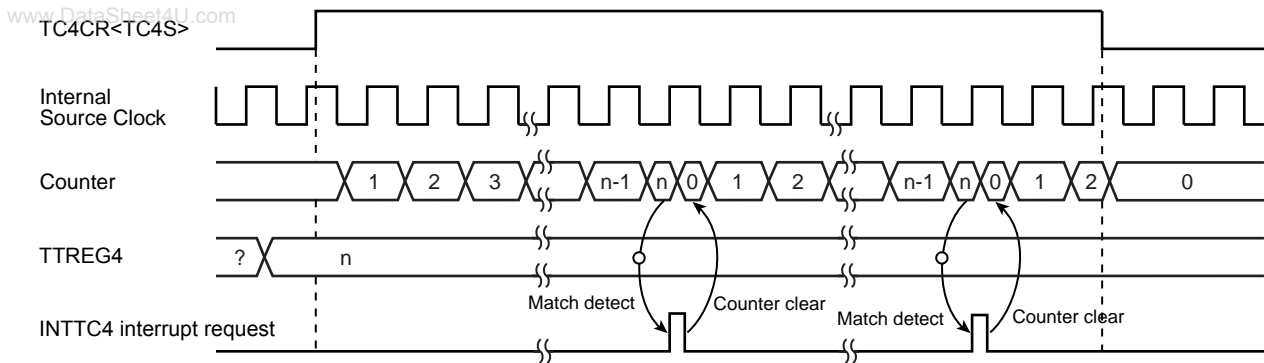 www.DataSheet4U.com
TC4CR<TC4S>
Internal
Source Clock
Counter
1 2 3 n-1 n 0 1 2 n-1 n 0 1 2 0
TTREG4
? n
Match detect Counter clear Match detect Counter clear
INTTC4 interrupt request